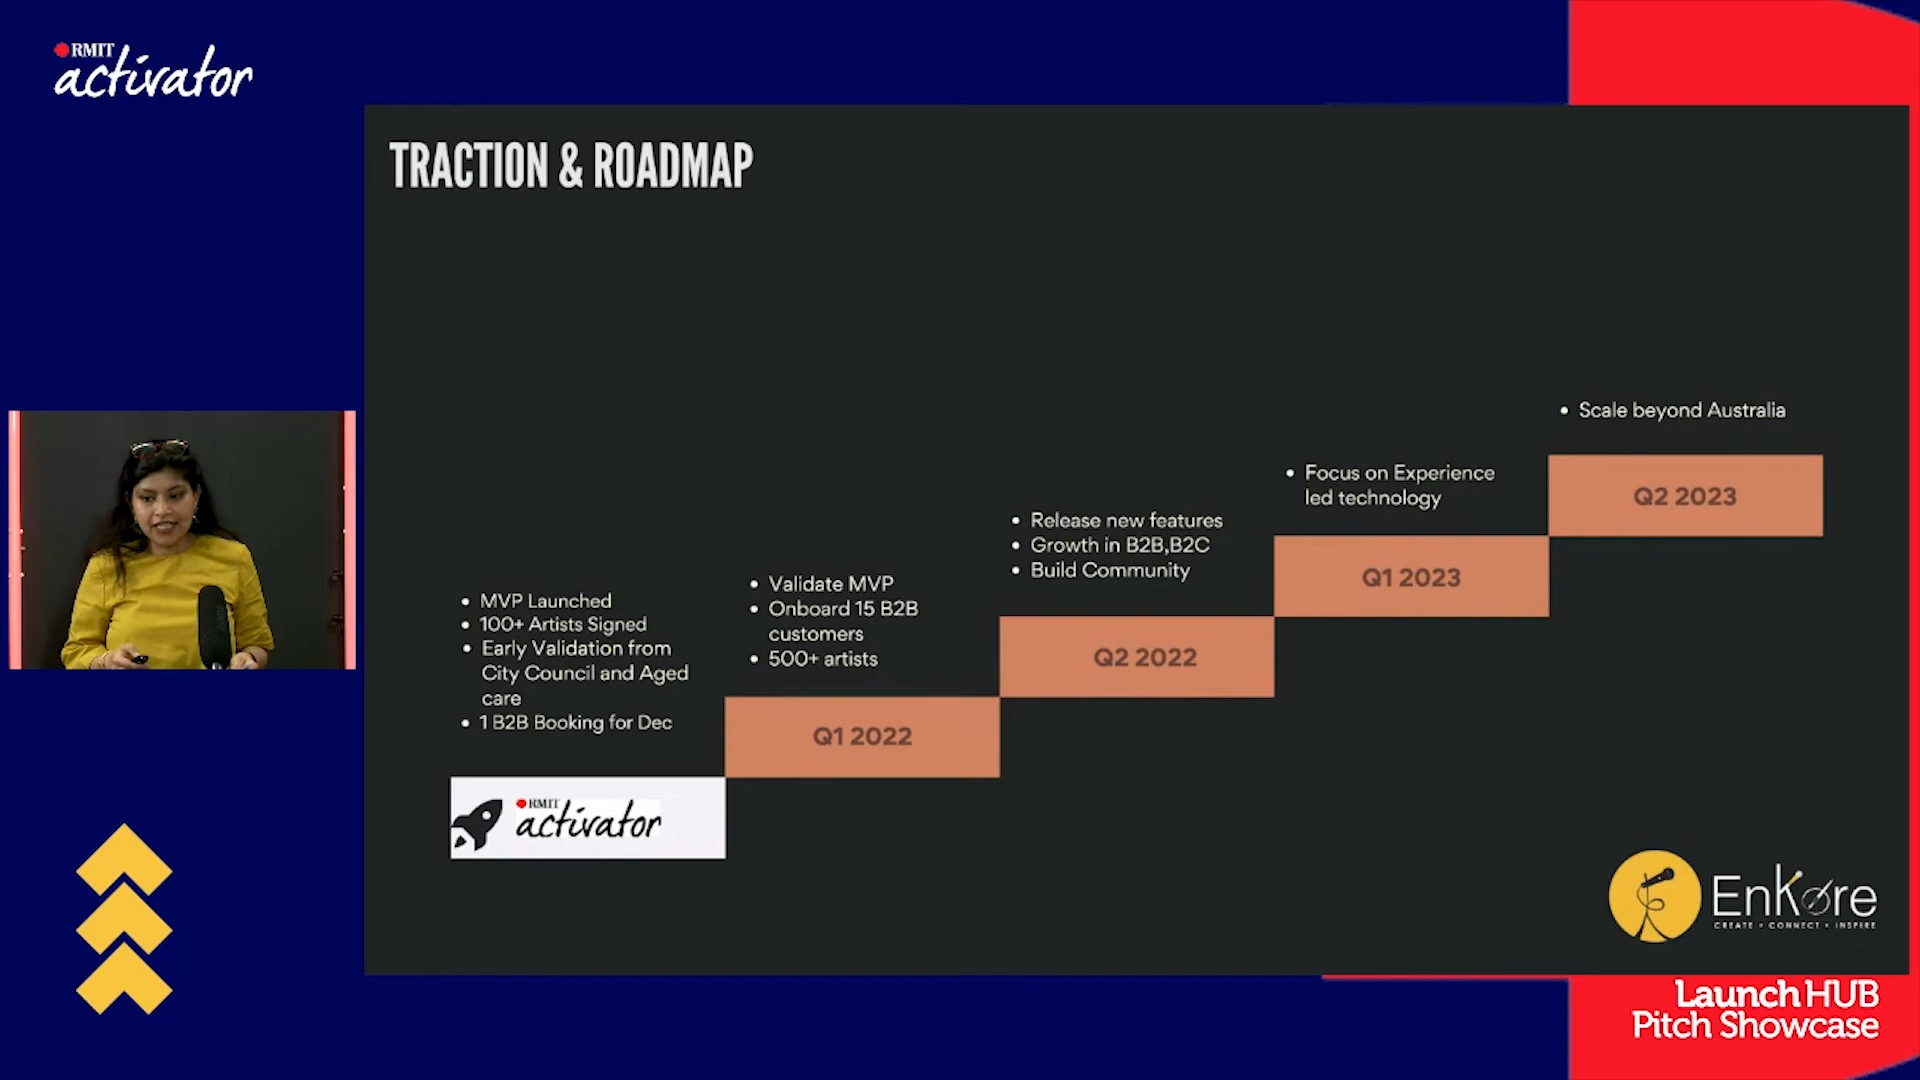 RMIT
activator
TRACTION & ROADMAP
• MVP Launched
• 100+ Artists Signed
• Early Validation from
City Council and Aged
care
• 1 B2B Booking for Dec
RMIT
activator
• Validate MVP
• Onboard 15 B2B
customers
• 500+ artists
Q1 2022
• Release new features
• Growth in B2B,B2C
• Build Community
Q2 2022
• Focus on Experience
led technology
Q1 2023
• Scale beyond Australia
Q2 2023
EnKore
CREATE • CONNECT • INSPIRE
Launch HUB
Pitch Showcase